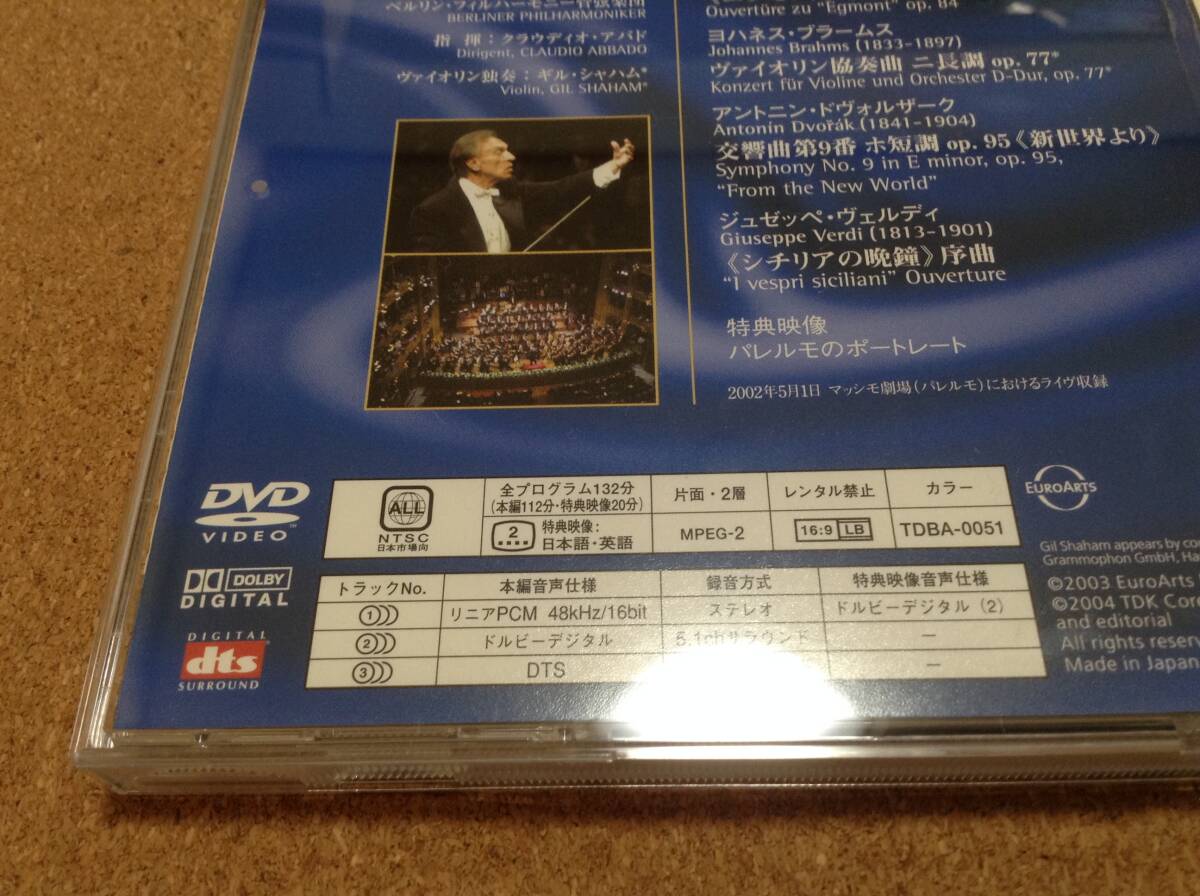 ベルリン・フィルハーモニー管弦楽団
BERLINER PHILHARMONIKER
指 揮：クラウディオ・アバド
Dirigent, CLAUDIO ABBADO
ヴァイオリン独奏：ギル・シャハム*
Violin, GIL SHAHAM*
Ouvertüre zu "Egmont" op. 84
ヨハネス・ブラームス
Johannes Brahms (1833-1897)
ヴァイオリン協奏曲 ニ長調 op. 77*
Konzert für Violine und Orchester D-Dur, op. 77*
アントニン・ドヴォルザーク
Antonín Dvořák (1841-1904)
交響曲第9番 ホ短調 op. 95《新世界より》
Symphony No. 9 in E minor, op. 95,
"From the New World"
ジュゼッペ・ヴェルディ
Giuseppe Verdi (1813-1901)
《シチリアの晩鐘》序曲
"I vespri siciliani" Ouverture
特典映像
パレルモのポートレート
2002年5月1日 マッシモ劇場（パレルモ）におけるライヴ収録
DVD
VIDEO
ALL
NTSC
日本市場向
全プログラム132分
（本編112分・特典映像20分）
2
特典映像：
日本語・英語
片面・2層
MPEG-2
レンタル禁止
16:9 LB
カラー
TDBA-0051
EUROARTS
DOLBY
DIGITAL
DIGITAL
dts
SURROUND
トラックNo. 本編音声仕様 録音方式 特典映像音声仕様
1 リニアPCM 48kHz/16bit ステレオ ドルビーデジタル（2）
2 ドルビーデジタル 5.1chサラウンド －
3 DTS －
Gil Shaham appears by
Grammophon GmbH,
©2003 EuroArts
©2004 TDK
and editorial
All rights
Made in Japan